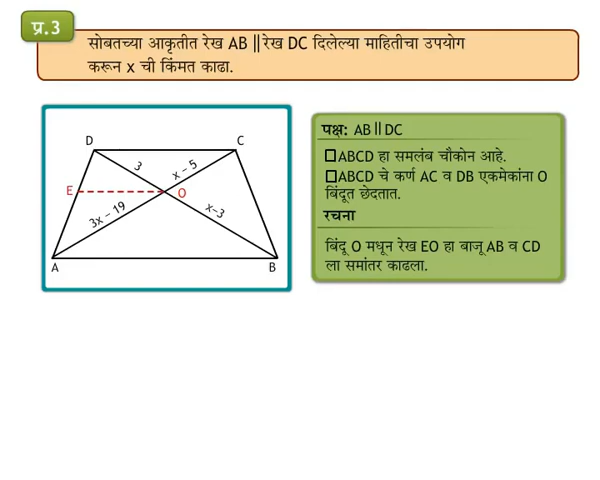 प्र.3
सोबतच्या आकृतीत रेख AB || रेख DC दिलेल्या माहितीचा उपयोग
करून x ची किंमत काढा.
D
C
3
x – 5
E
O
3x – 19
x–3
A
B
पक्ष: AB || DC
□ABCD हा समलंब चौकोन आहे.
□ABCD चे कर्ण AC व DB एकमेकांना O
बिंदूत छेदतात.
रचना
बिंदू O मधून रेख EO हा बाजू AB व CD
ला समांतर काढला.